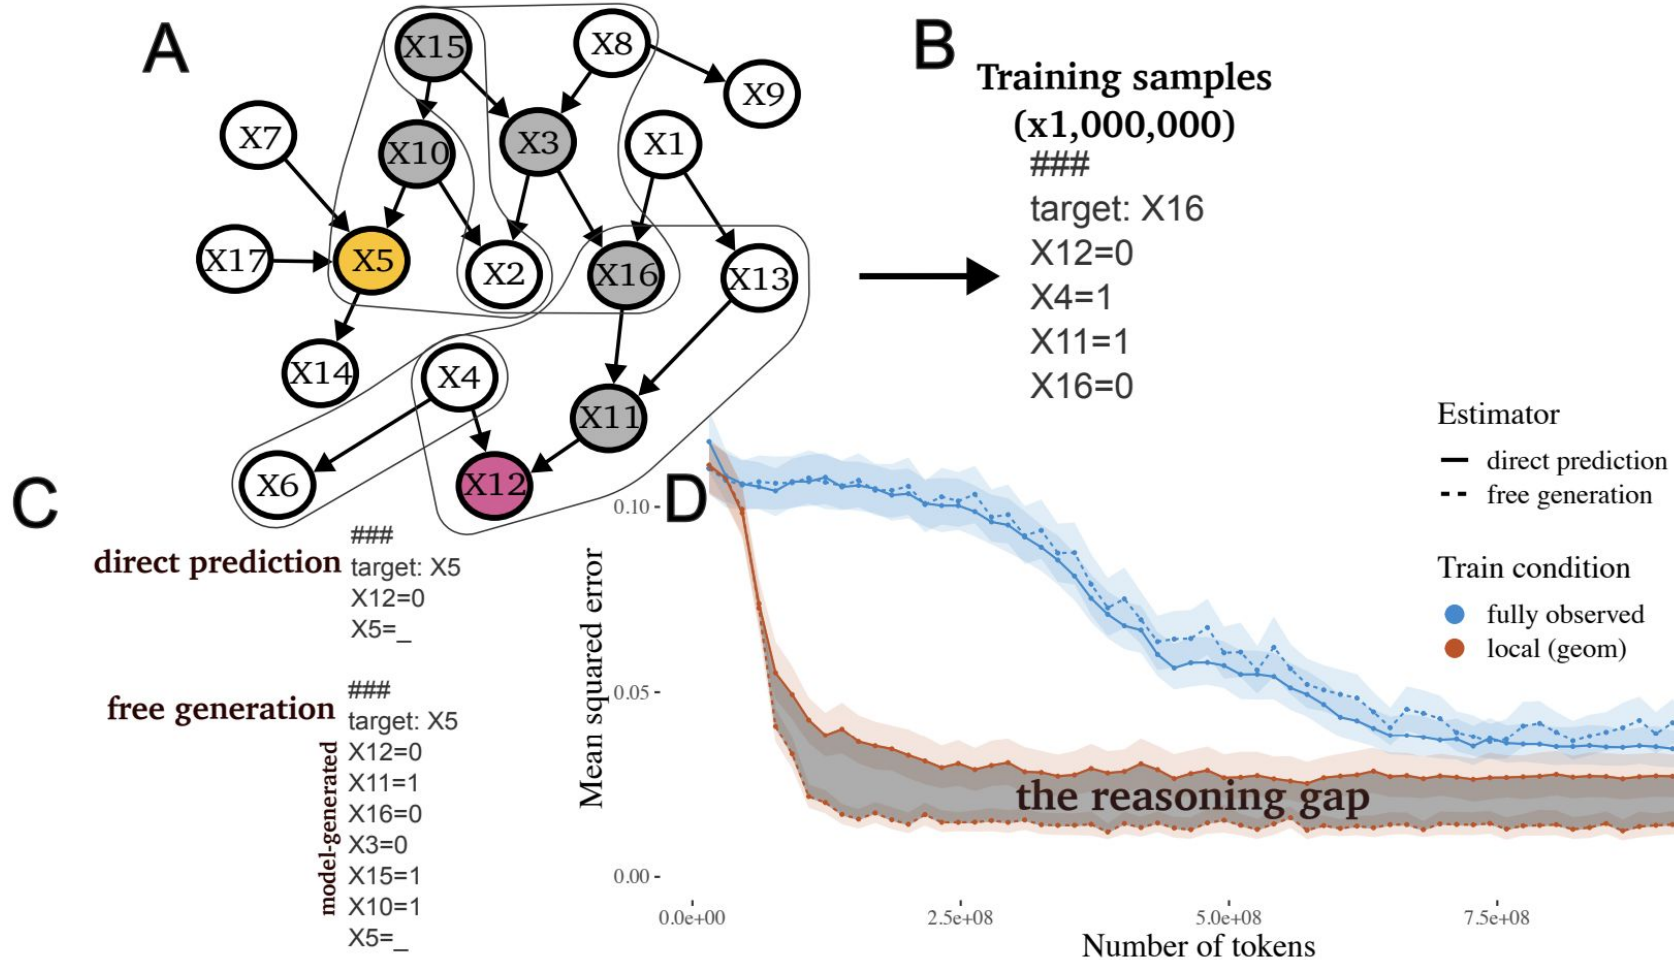 A
X15
X8
X9
X7
X10
X3
X1
X17
X5
X2
X16
X13
X14
X4
X11
X6
X12
B
Training samples
(x1,000,000)
###
target: X16
X12=0
X4=1
X11=1
X16=0
C
direct prediction
###
target: X5
X12=0
X5=_
free generation
model-generated
###
target: X5
X12=0
X11=1
X16=0
X3=0
X15=1
X10=1
X5=_
D
Mean squared error
0.10
0.05
0.00
the reasoning gap
0.0e+00
2.5e+08
5.0e+08
7.5e+08
Number of tokens
Estimator
direct prediction
free generation
Train condition
fully observed
local (geom)